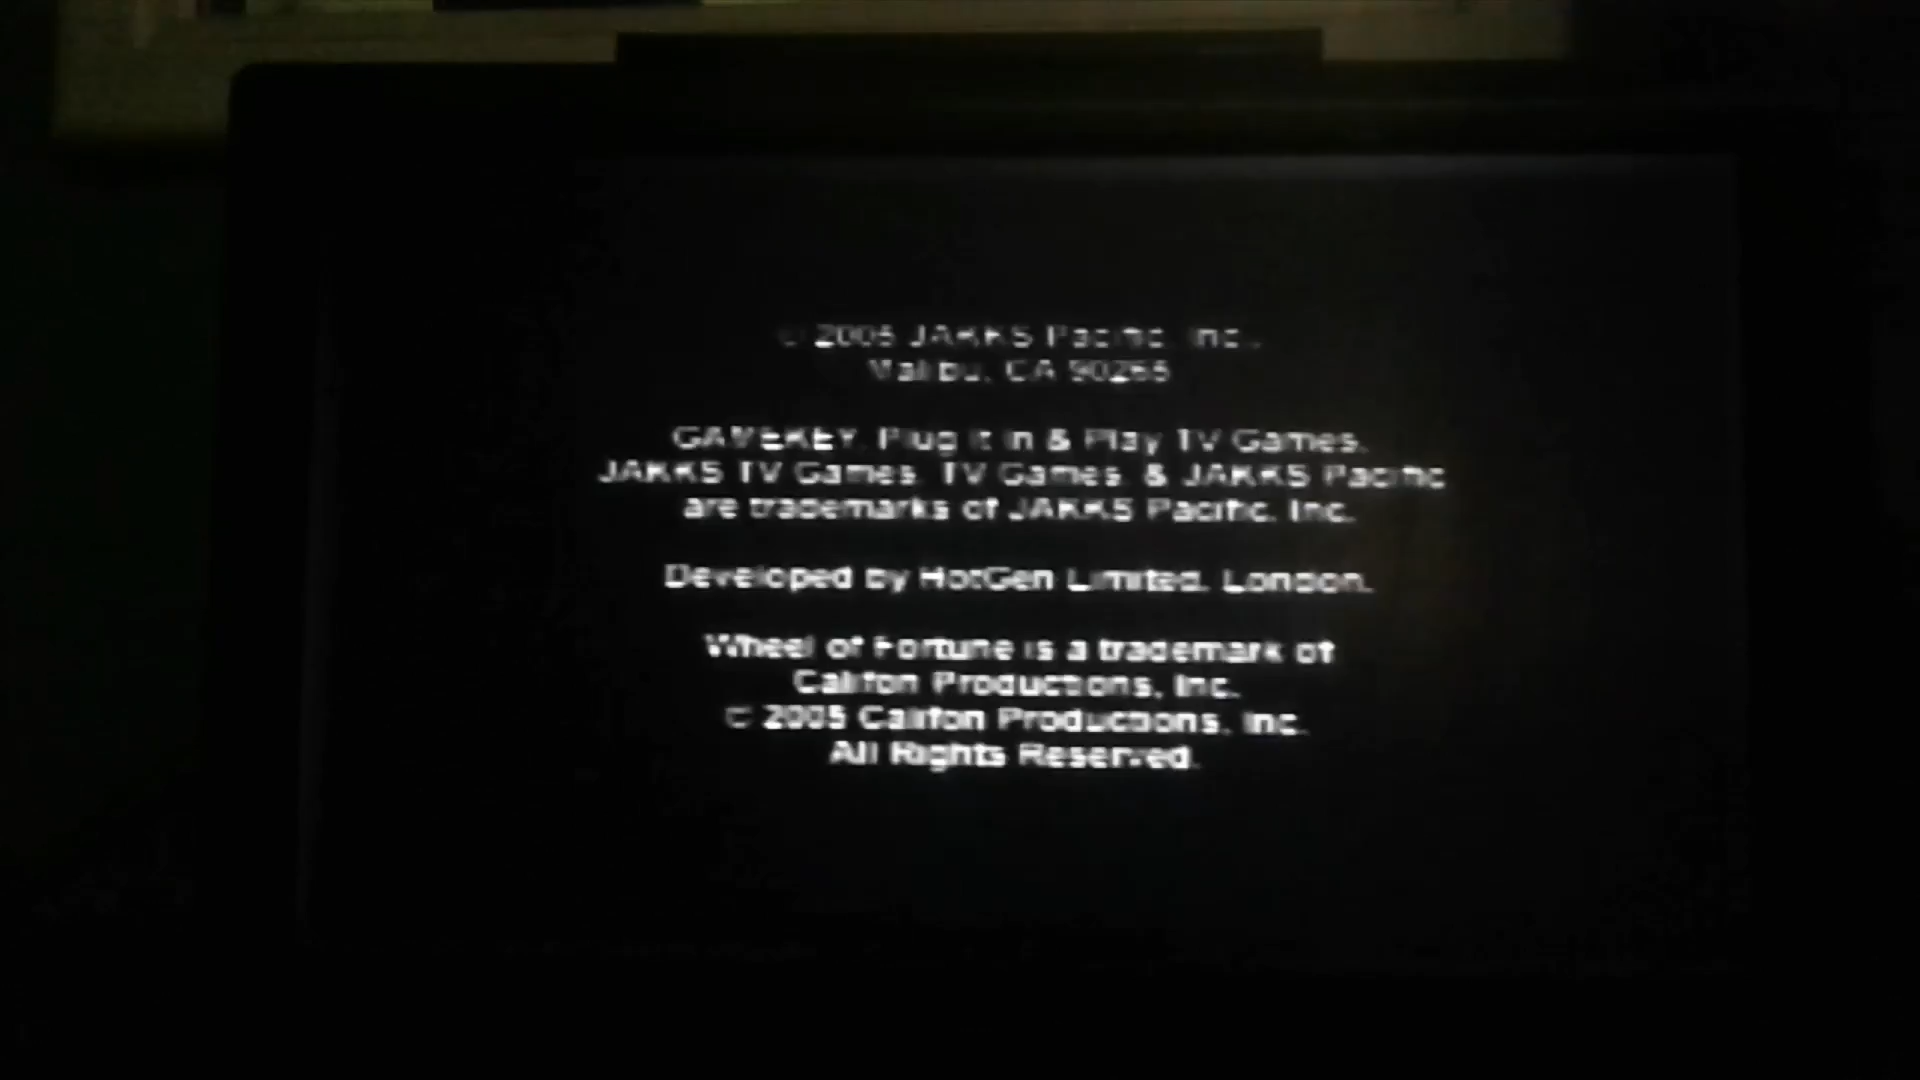 © 2005 JAKKS Pacific, Inc.,
Malibu, CA 90265
GAMEKEY, Plug It In & Play TV Games,
JAKKS TV Games, TV Games, & JAKKS Pacific
are trademarks of JAKKS Pacific, Inc.
Developed by HotGen Limited, London.
Wheel of Fortune is a trademark of
Califon Productions, Inc.
© 2005 Califon Productions, Inc.
All Rights Reserved.